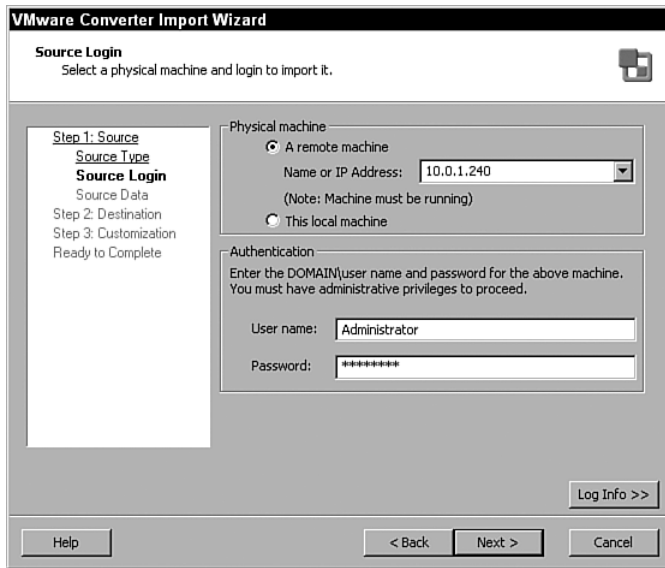 VMware Converter Import Wizard
Source Login
Select a physical machine and login to import it.
Step 1: Source
Source Type
Source Login
Source Data
Step 2: Destination
Step 3: Customization
Ready to Complete
Physical machine
A remote machine
Name or IP Address: 10.0.1.240
(Note: Machine must be running)
This local machine
Authentication
Enter the DOMAIN\user name and password for the above machine.
You must have administrative privileges to proceed.
User name: Administrator
Password: ********
Log Info >>
Help
< Back
Next >
Cancel